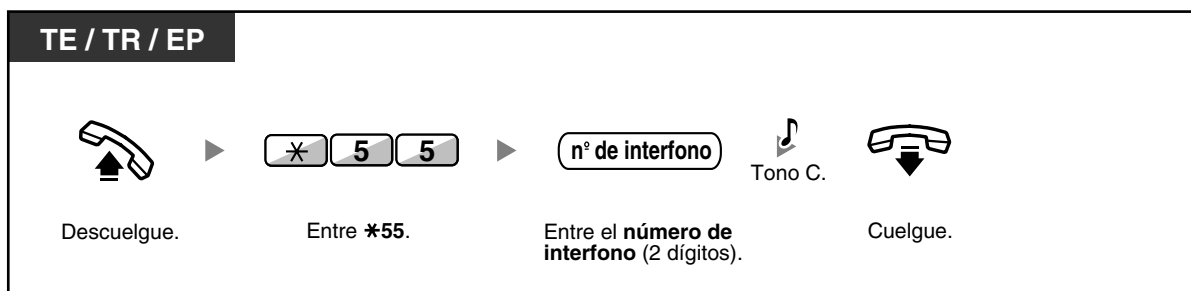 TE / TR / EP
✱ 5 5
n° de interfono
Tono C.
Descuelgue.
Entre ✱55.
Entre el número de
interfono (2 dígitos).
Cuelgue.